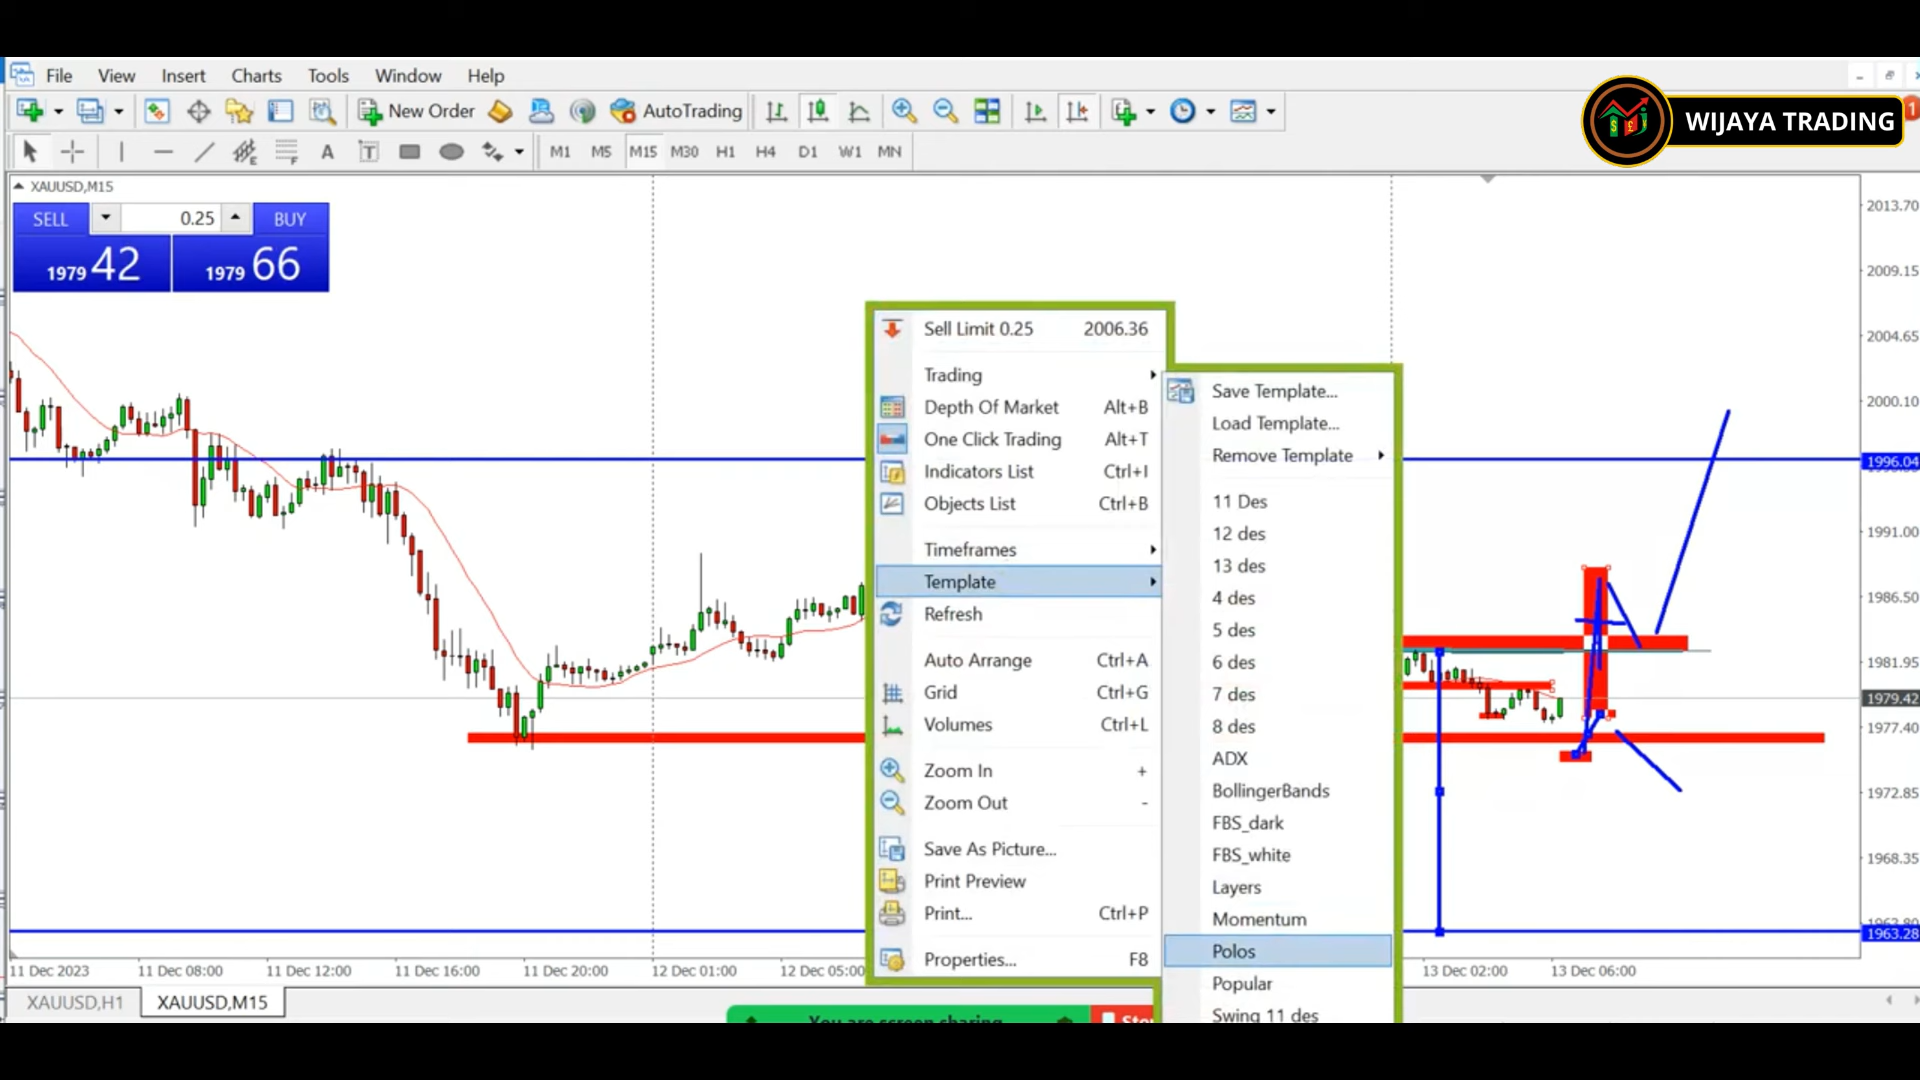 File View Insert Charts Tools Window Help
New Order AutoTrading
WIJAYA TRADING
1
M1 M5 M15 M30 H1 H4 D1 W1 MN
XAUUSD,M15
SELL 0.25 BUY
1979 42 1979 66
2013.70
2009.15
2004.65
2000.10
1996.04
1991.00
1986.50
1981.95
1979.42
1977.40
1972.85
1968.35
1963.28
Sell Limit 0.25 2006.36
Trading
Depth Of Market Alt+B
One Click Trading Alt+T
Indicators List Ctrl+I
Objects List Ctrl+B
Timeframes
Template
Refresh
Auto Arrange Ctrl+A
Grid Ctrl+G
Volumes Ctrl+L
Zoom In +
Zoom Out -
Save As Picture...
Print Preview
Print... Ctrl+P
Properties... F8
Save Template...
Load Template...
Remove Template
11 Des
12 des
13 des
4 des
5 des
6 des
7 des
8 des
ADX
BollingerBands
FBS_dark
FBS_white
Layers
Momentum
Polos
Popular
Swing 11 des
11 Dec 2023 11 Dec 08:00 11 Dec 12:00 11 Dec 16:00 11 Dec 20:00 12 Dec 01:00 12 Dec 05:00 13 Dec 02:00 13 Dec 06:00
XAUUSD,H1 XAUUSD,M15
You are screen sharing